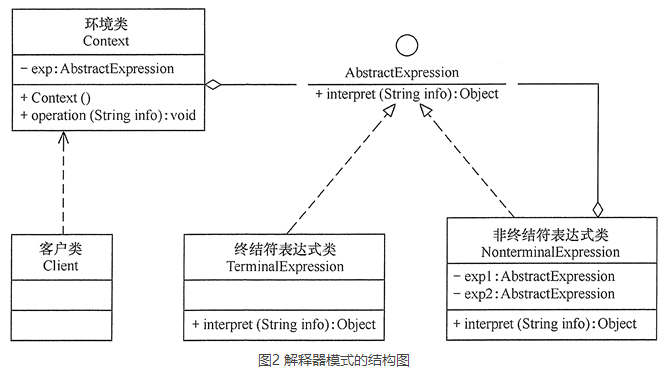 环境类
Context
- exp:AbstractExpression
+ Context()
+ operation(String info):void
AbstractExpression
+ interpret(String info):Object
客户类
Client
终结符表达式类
TerminalExpression
+ interpret(String info):Object
非终结符表达式类
NonterminalExpression
- exp1:AbstractExpression
- exp2:AbstractExpression
+ interpret(String info):Object
图2 解释器模式的结构图